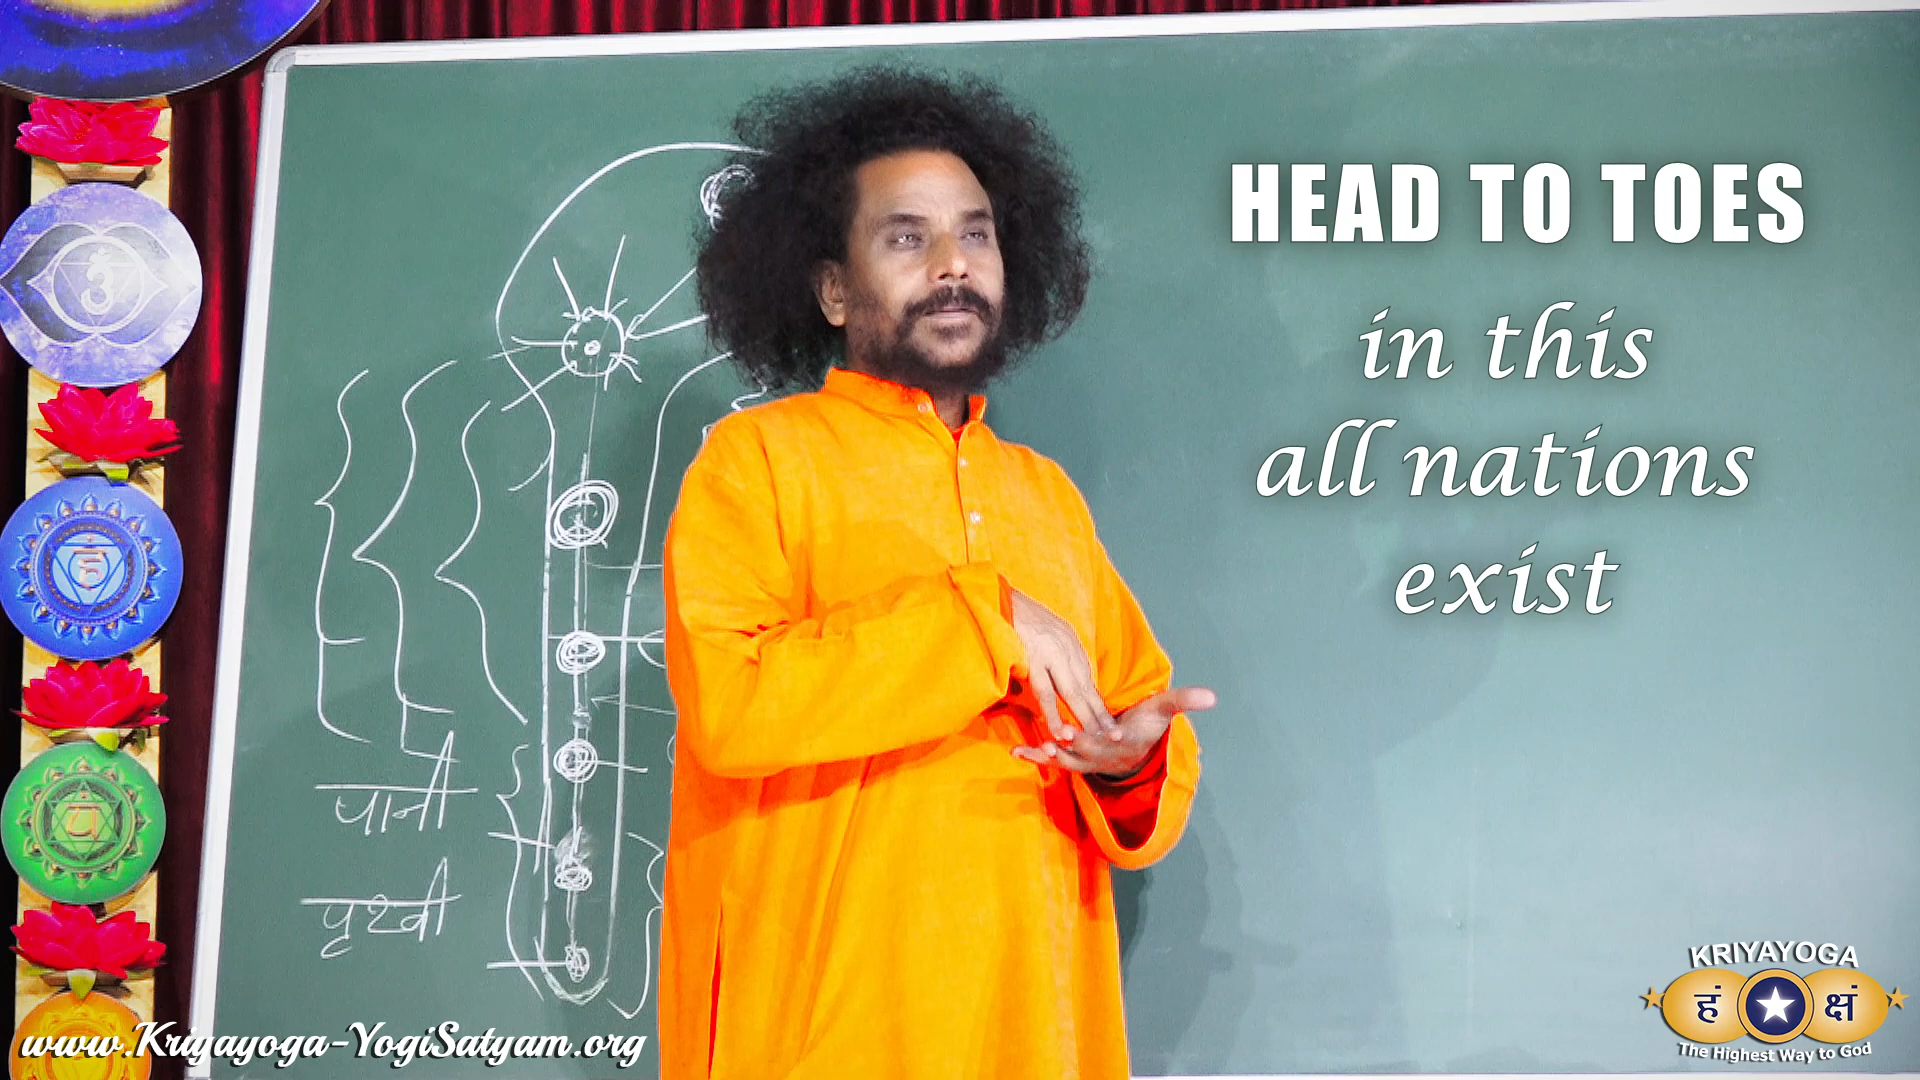 HEAD TO TOES
in this
all nations
exist
पानी
पृथ्वी
ॐ
हं
यं
www.Kriyayoga-YogiSatyam.org
KRIYAYOGA
हं क्षं
The Highest Way to God